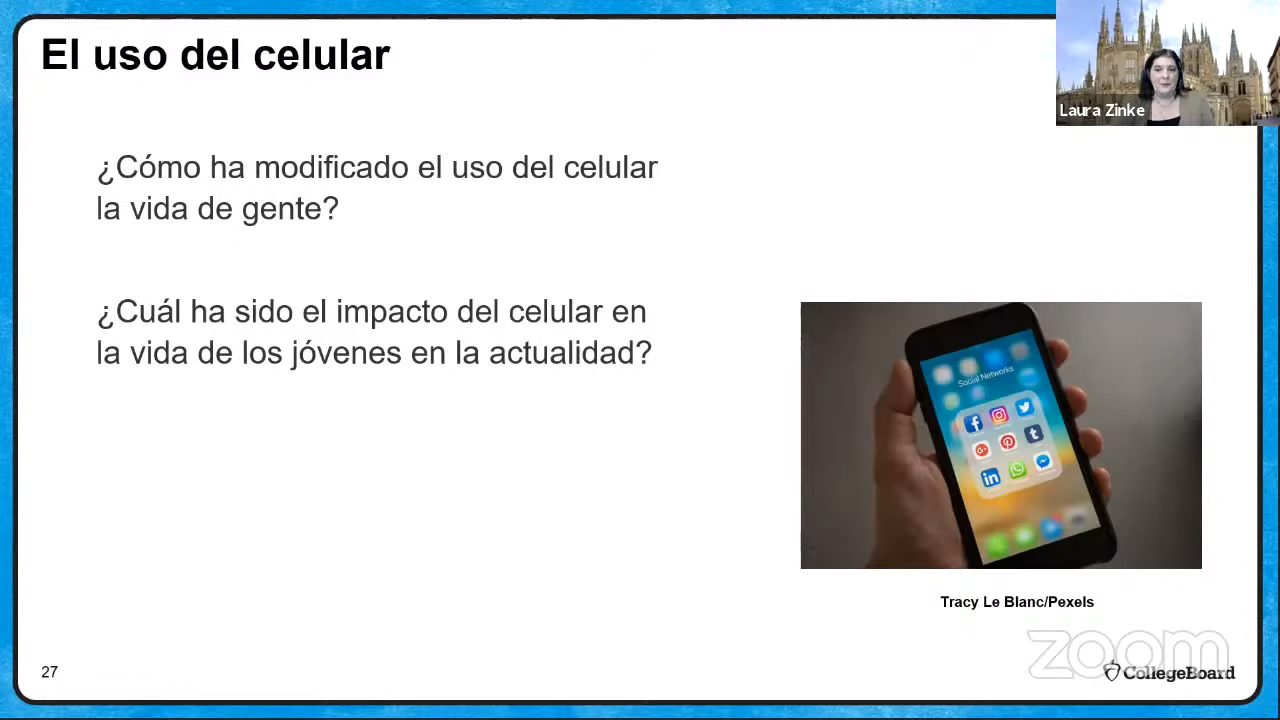 El uso del celular
Laura Zinke
¿Cómo ha modificado el uso del celular
la vida de gente?
¿Cuál ha sido el impacto del celular en
la vida de los jóvenes en la actualidad?
Social Networks
Tracy Le Blanc/Pexels
zoom
27
CollegeBoard